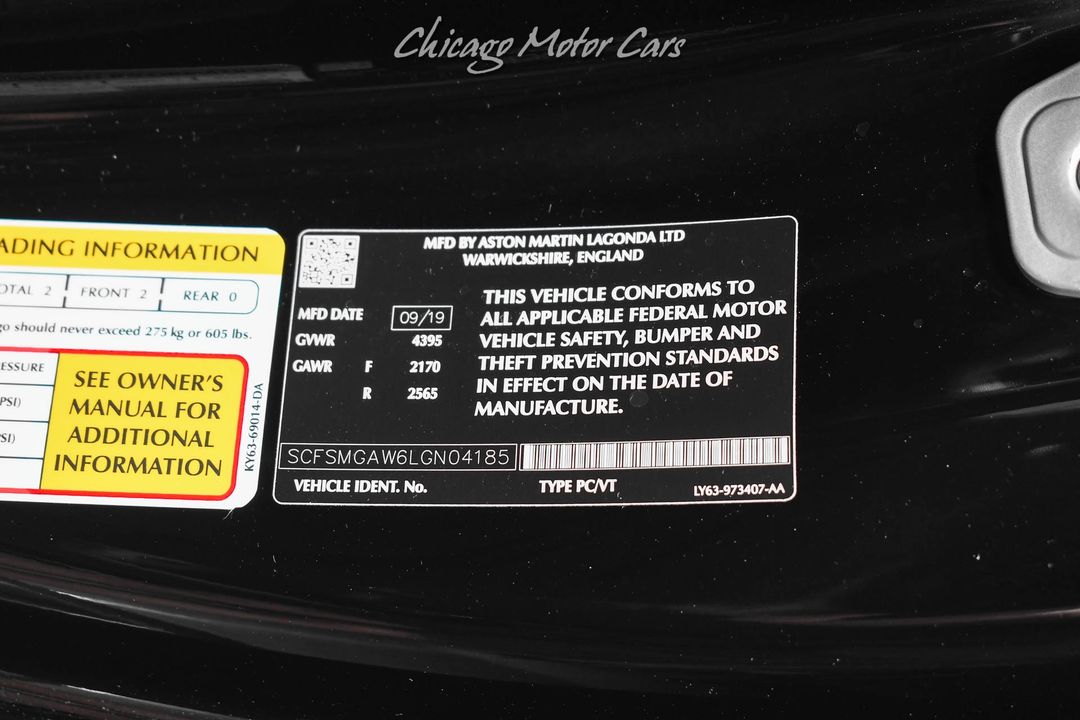 Chicago Motor Cars
ADING INFORMATION
OTAL 2 FRONT 2 REAR 0
go should never exceed 275 kg or 605 lbs.
ESSURE
PSI)
SI)
SEE OWNER'S
MANUAL FOR
ADDITIONAL
INFORMATION
KY63-69014-DA
MFD BY ASTON MARTIN LAGONDA LTD
WARWICKSHIRE, ENGLAND
MFD DATE 09/19
GVWR 4395
GAWR F 2170
R 2565
THIS VEHICLE CONFORMS TO
ALL APPLICABLE FEDERAL MOTOR
VEHICLE SAFETY, BUMPER AND
THEFT PREVENTION STANDARDS
IN EFFECT ON THE DATE OF
MANUFACTURE.
SCFSMGAW6LGN04185
VEHICLE IDENT. No. TYPE PC/VT LY63-973407-AA